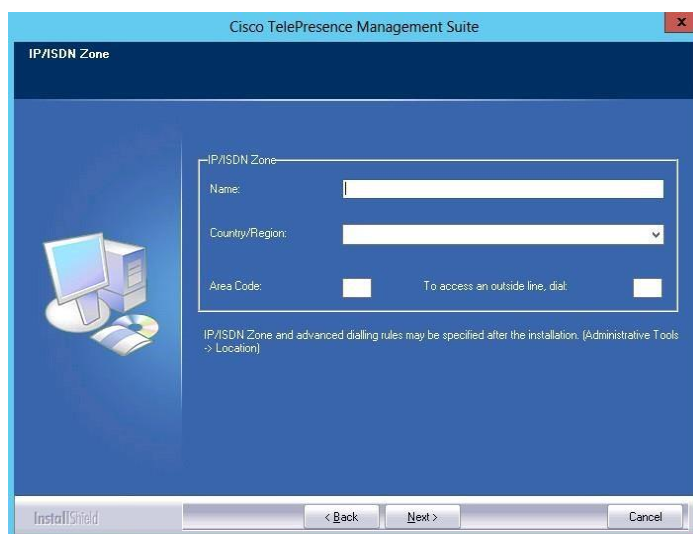 Cisco TelePresence Management Suite
x
IP/ISDN Zone
IP/ISDN Zone
Name:
Country/Region:
Area Code:
To access an outside line, dial:
IP/ISDN Zone and advanced dialling rules may be specified after the installation. (Administrative Tools
-> Location)
InstallShield
< Back
Next >
Cancel